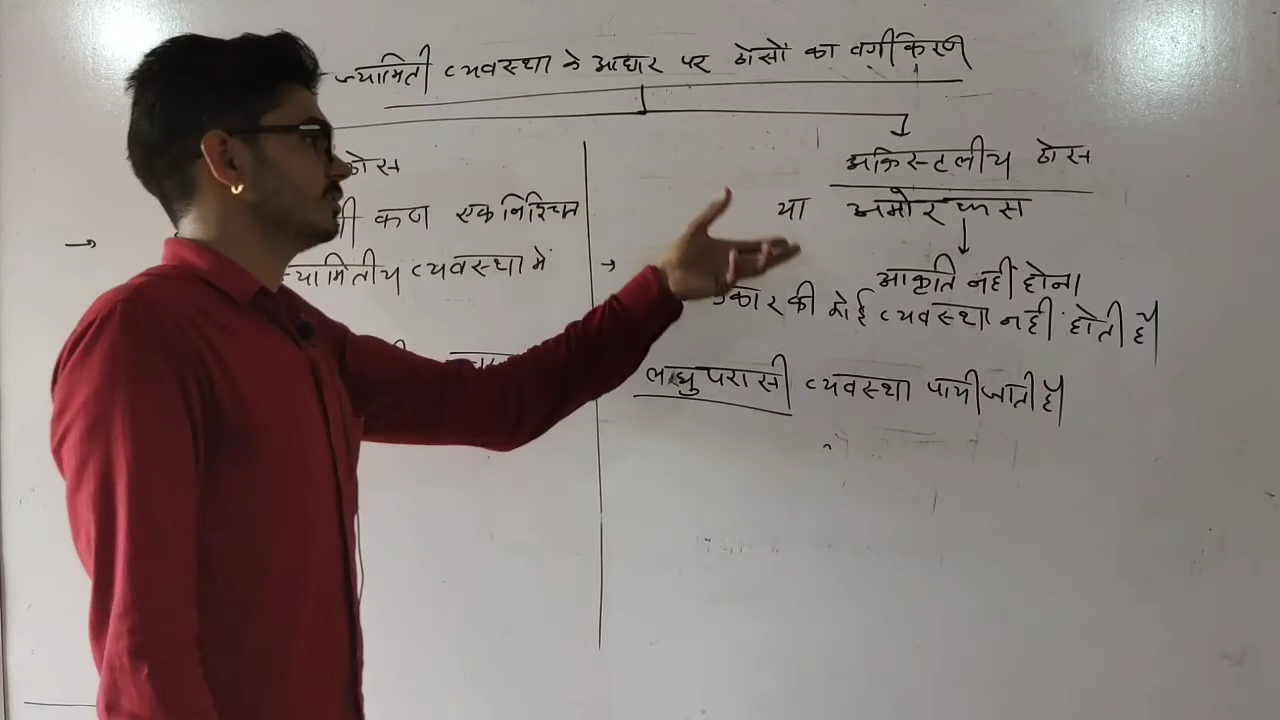 ज्यामिती व्यवस्था के आधार पर ठोसों का वर्गीकरण
ठोस
कण एक निश्चित
ज्यामितीय व्यवस्था में
अक्रिस्टलीय ठोस
या अमोरफस
आकृति नहीं होना
प्रकार की कोई व्यवस्था नहीं होती है
लघु परासी व्यवस्था पायी जाती है